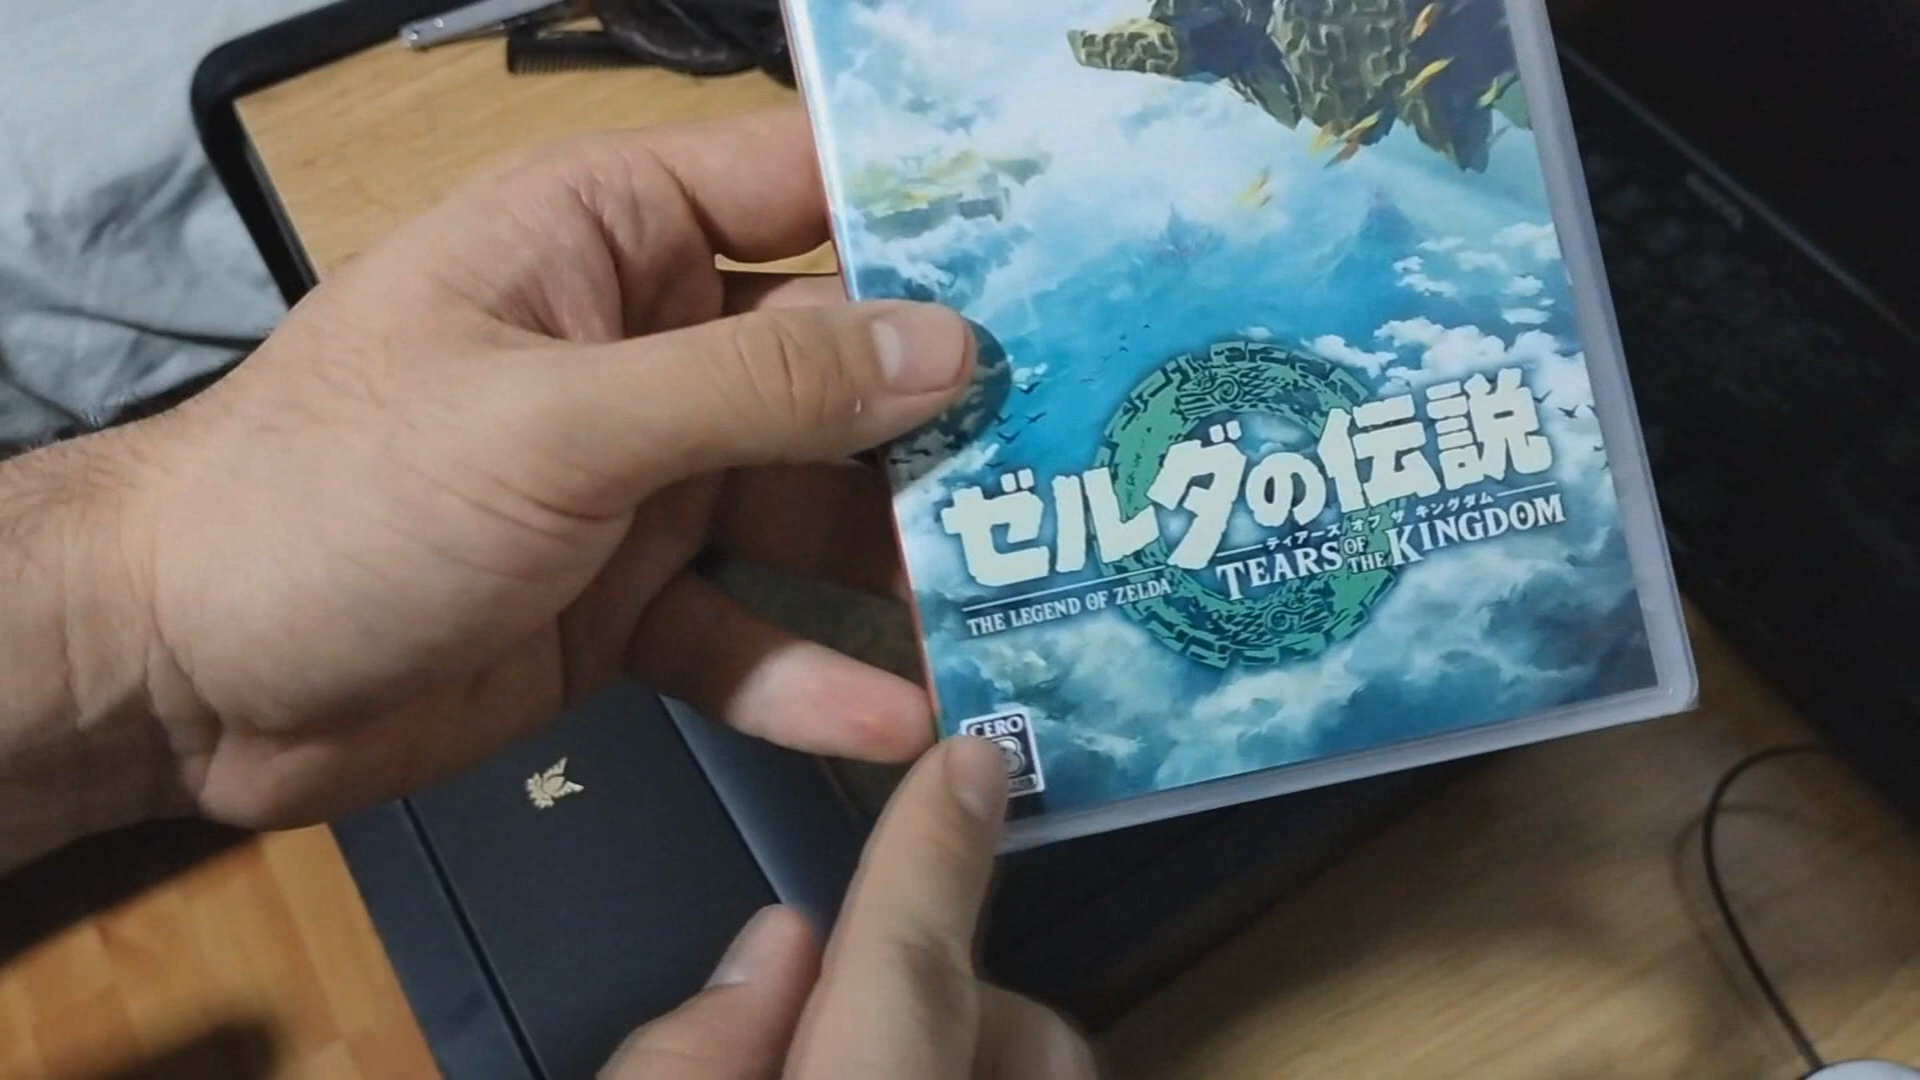 ゼルダの伝説
ティアーズ オブ ザ キングダム
TEARS OF THE KINGDOM
THE LEGEND OF ZELDA
CERO
B